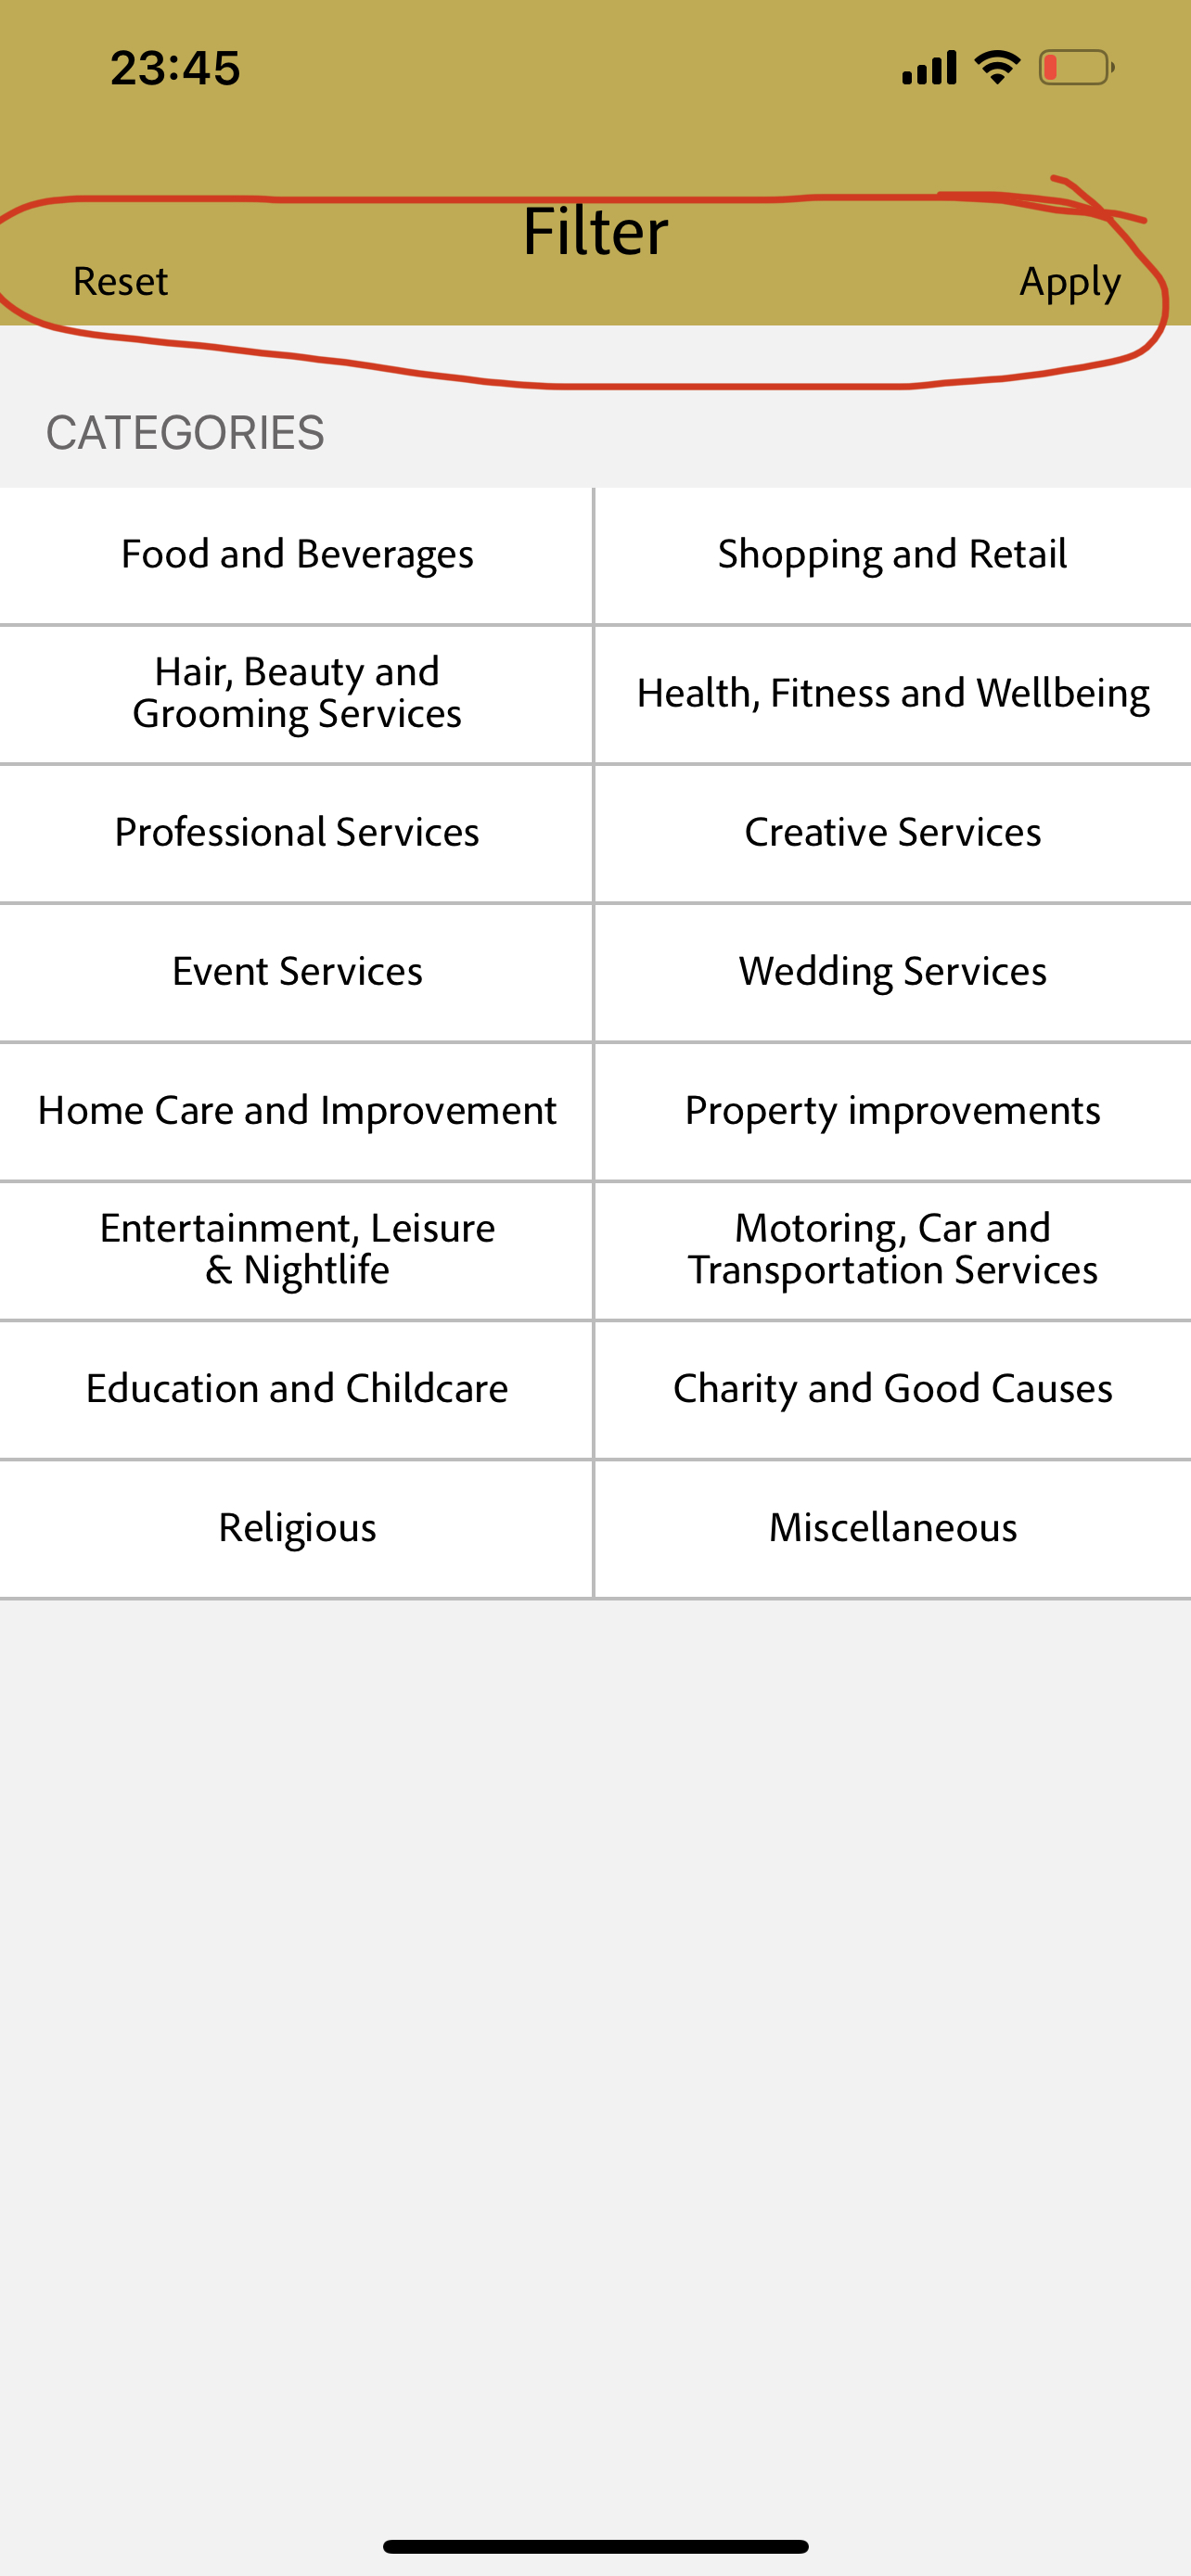 23:45
Filter
Reset
Apply
CATEGORIES
Food and Beverages
Shopping and Retail
Hair, Beauty and
Grooming Services
Health, Fitness and Wellbeing
Professional Services
Creative Services
Event Services
Wedding Services
Home Care and Improvement
Property improvements
Entertainment, Leisure
& Nightlife
Motoring, Car and
Transportation Services
Education and Childcare
Charity and Good Causes
Religious
Miscellaneous